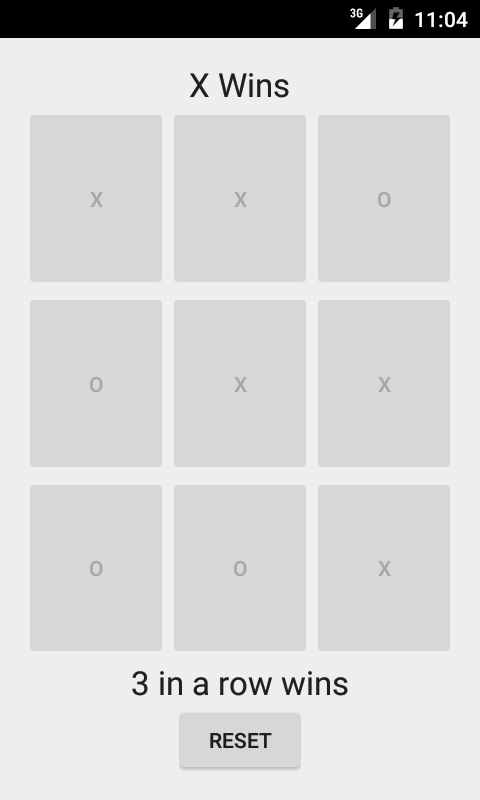 3G 11:04
X Wins
X X O
O X X
O O X
3 in a row wins
RESET